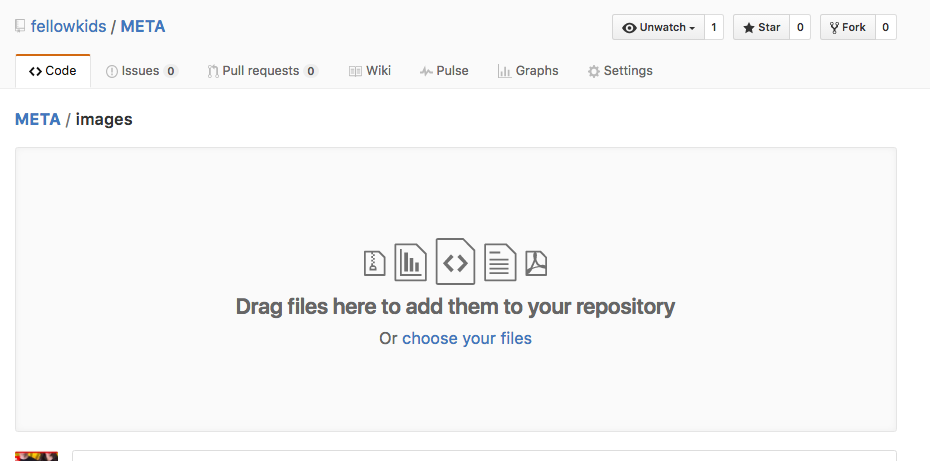 fellowkids / META
Unwatch 1 Star 0 Fork 0
Code Issues 0 Pull requests 0 Wiki Pulse Graphs Settings
META / images
Drag files here to add them to your repository
Or choose your files